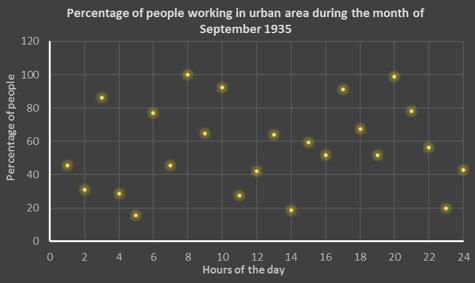 Percentage of people working in urban area during the month of
September 1935
120
100
80
60
40
20
0
Percentage of people
0 2 4 6 8 10 12 14 16 18 20 22 24
Hours of the day